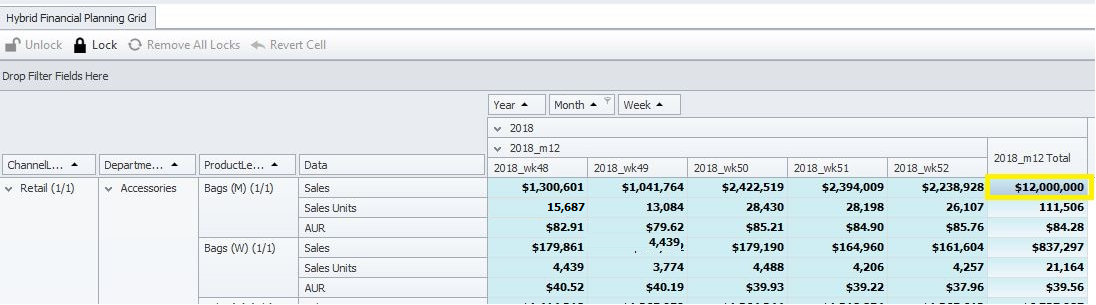 Hybrid Financial Planning Grid
Unlock Lock Remove All Locks Revert Cell
Drop Filter Fields Here
Year Month Week
2018
2018_m12
2018_m12 Total
ChannelL... Departme... ProductLe... Data 2018_wk48 2018_wk49 2018_wk50 2018_wk51 2018_wk52
Retail (1/1) Accessories Bags (M) (1/1) Sales $1,300,601 $1,041,764 $2,422,519 $2,394,009 $2,238,928 $12,000,000
Sales Units 15,687 13,084 28,430 28,198 26,107 111,506
AUR $82.91 $79.62 $85.21 $84.90 $85.76 $84.28
Bags (W) (1/1) Sales $179,861 4,439 $179,190 $164,960 $161,604 $837,297
Sales Units 4,439 3,774 4,488 4,206 4,257 21,164
AUR $40.52 $40.19 $39.93 $39.22 $37.96 $39.56